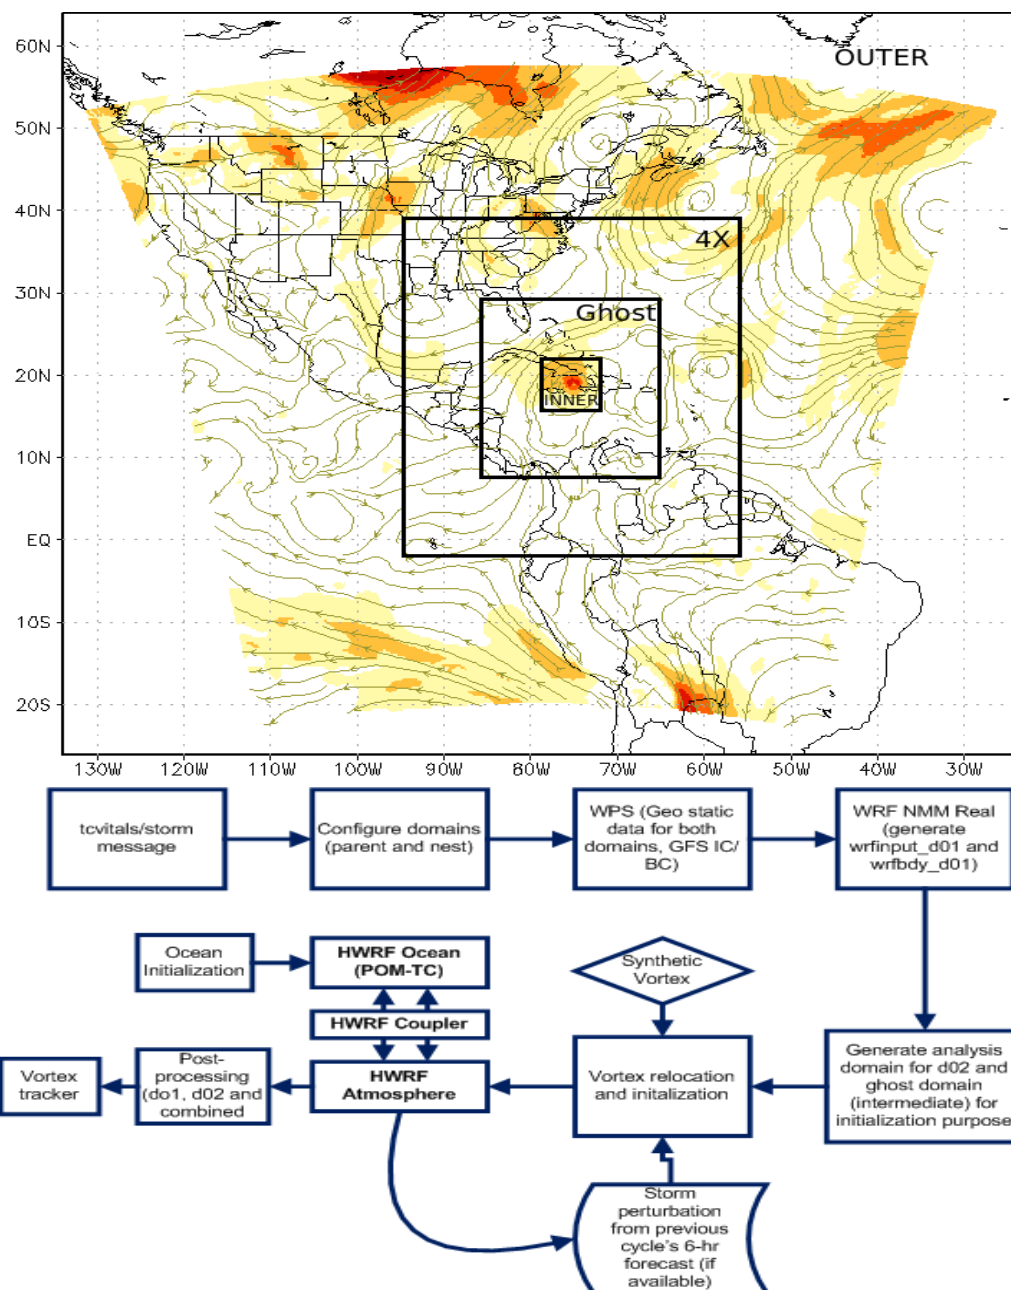 60N
OUTER
50N
40N
4X
30N
Ghost
20N
INNER
10N
EQ
10S
20S
130W 120W 110W 100W 90W 80W 70W 60W 50W 40W 30W
tcvitals/storm
message
Configure domains
(parent and nest)
WPS (Geo static
data for both
domains, GFS IC/
BC)
WRF NMM Real
(generate
wrfinput_d01 and
wrfbdy_d01)
Ocean
Initialization
HWRF Ocean
(POM-TC)
Synthetic
Vortex
HWRF Coupler
Vortex
tracker
Post-
processing
(do1, d02 and
combined
HWRF
Atmosphere
Vortex relocation
and initalization
Generate analysis
domain for d02 and
ghost domain
(intermediate) for
initialization purpose
Storm
perturbation
from previous
cycle's 6-hr
forecast (if
available)